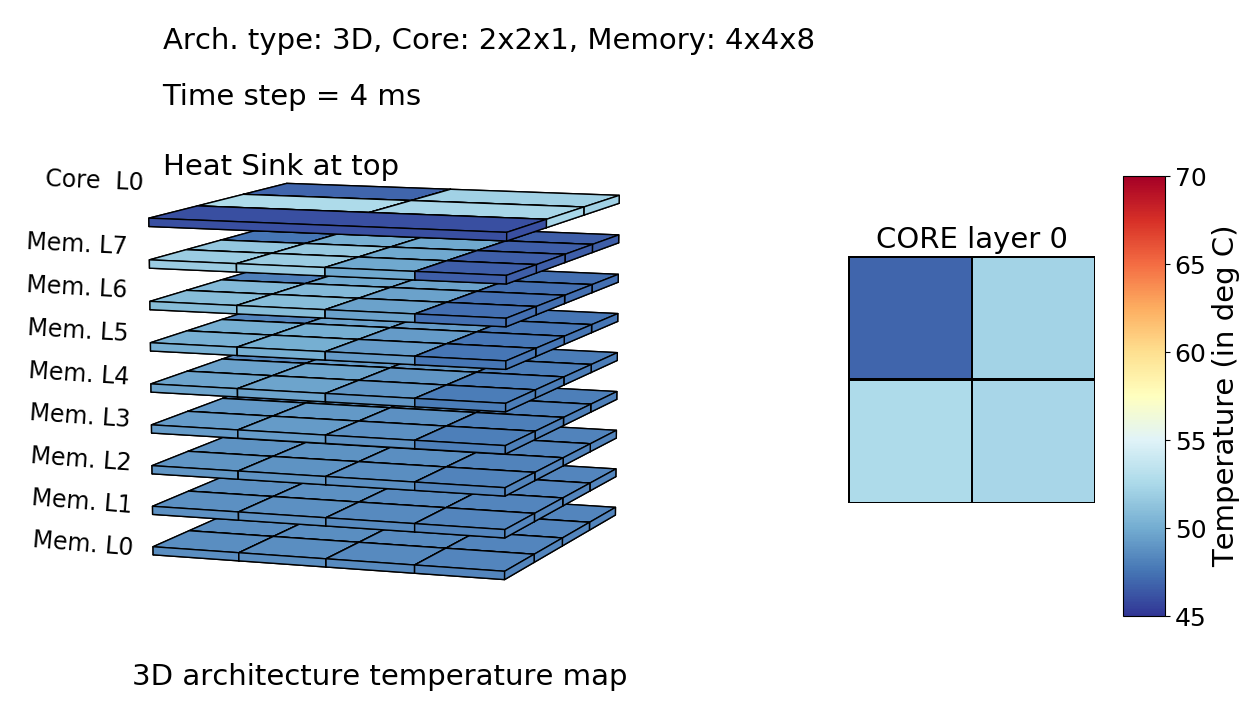 Arch. type: 3D, Core: 2x2x1, Memory: 4x4x8
Time step = 4 ms
Heat Sink at top
Core  L0
Mem. L7
Mem. L6
Mem. L5
Mem. L4
Mem. L3
Mem. L2
Mem. L1
Mem. L0
3D architecture temperature map
CORE layer 0
70
65
60
55
50
45
Temperature (in deg C)